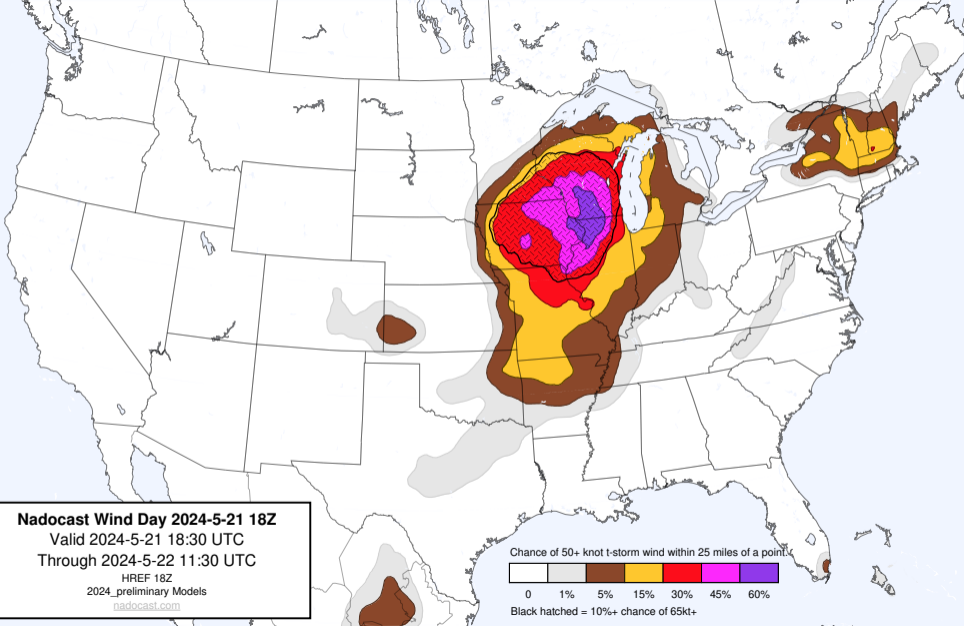 Nadocast Wind Day 2024-5-21 18Z
Valid 2024-5-21 18:30 UTC
Through 2024-5-22 11:30 UTC
HREF 18Z
2024_preliminary Models
nadocast.com
Chance of 50+ knot t-storm wind within 25 miles of a point.
0 1% 5% 15% 30% 45% 60%
Black hatched = 10%+ chance of 65kt+